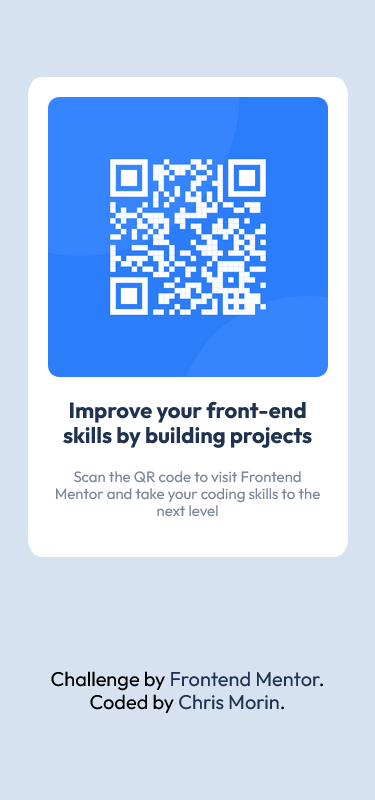 Improve your front-end
skills by building projects
Scan the QR code to visit Frontend
Mentor and take your coding skills to the
next level
Challenge by Frontend Mentor.
Coded by Chris Morin.